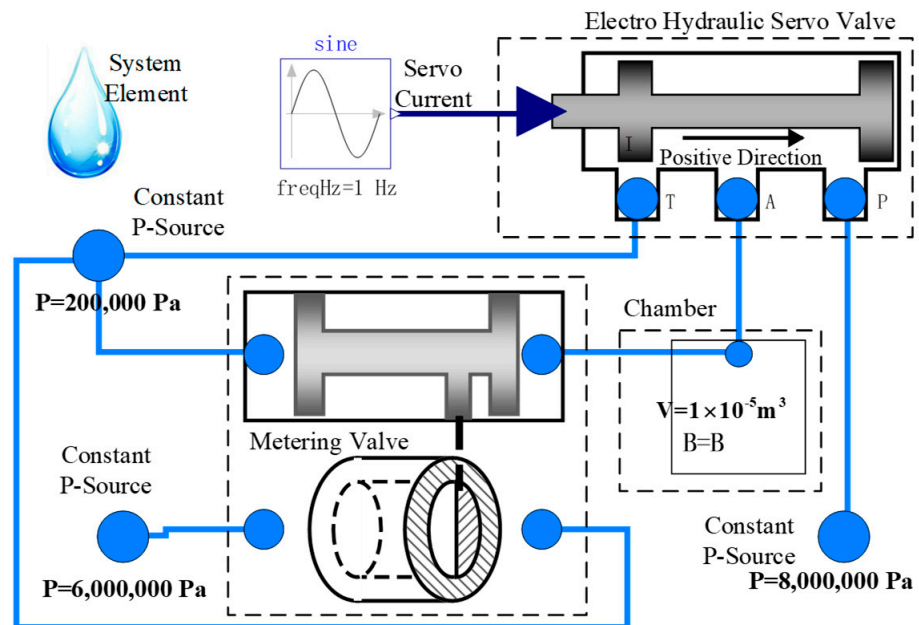 Electro Hydraulic Servo Valve
System
Element
sine
Servo
Current
freqHz=1 Hz
I
Positive Direction
T
A
P
Constant
P-Source
P=200,000 Pa
Chamber
V=1×10⁻⁵m³
B=B
Metering Valve
Constant
P-Source
P=6,000,000 Pa
Constant
P-Source
P=8,000,000 Pa